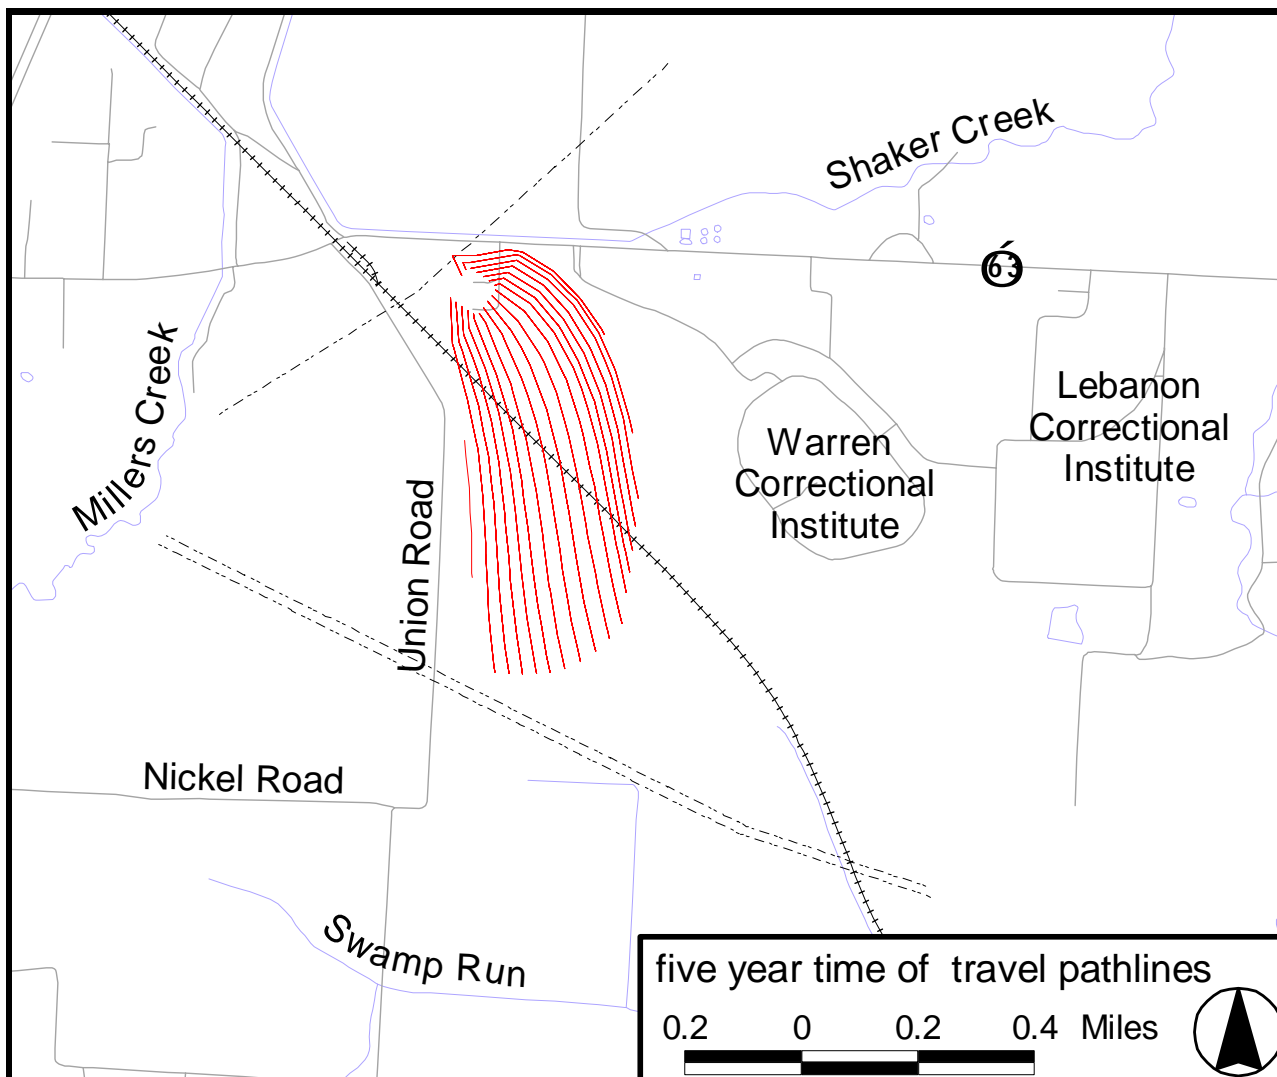 Shaker Creek
63
Millers Creek
Lebanon
Correctional
Institute
Warren
Correctional
Institute
Union Road
Nickel Road
Swamp Run
five year time of travel pathlines
0.2 0 0.2 0.4 Miles